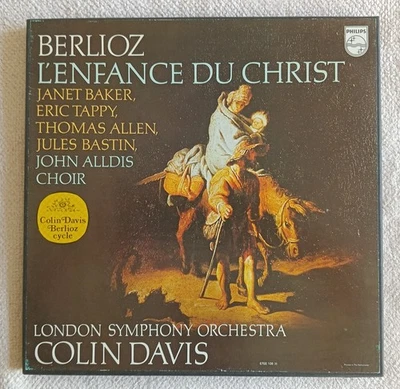 BERLIOZ
PHILIPS
L'ENFANCE DU CHRIST
JANET BAKER,
ERIC TAPPY,
THOMAS ALLEN,
JULES BASTIN,
JOHN ALLDIS
CHOIR
Colin Davis
Berlioz
cycle
LONDON SYMPHONY ORCHESTRA
COLIN DAVIS